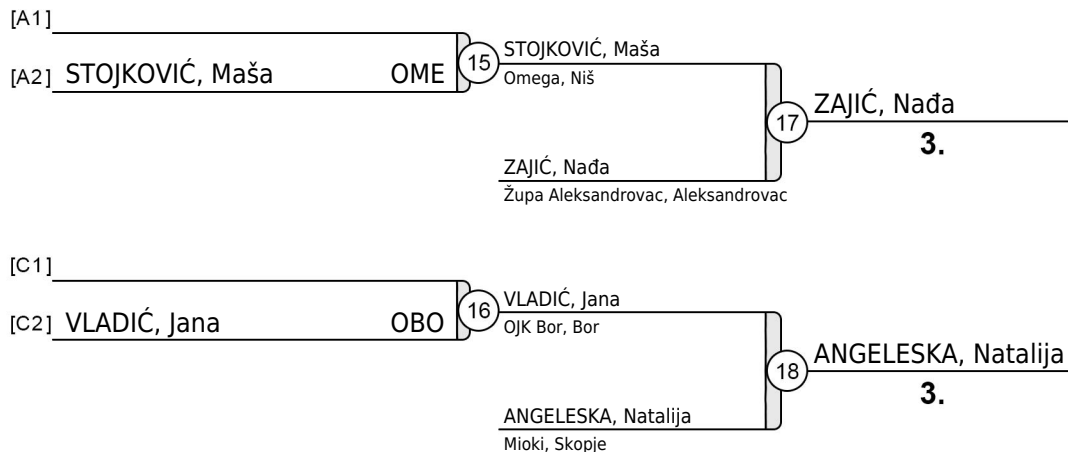 [A1]
[A2] STOJKOVIĆ, Maša OME
15
STOJKOVIĆ, Maša
Omega, Niš
17
ZAJIĆ, Nađa
3.
ZAJIĆ, Nađa
Župa Aleksandrovac, Aleksandrovac
[C1]
[C2] VLADIĆ, Jana OBO
16
VLADIĆ, Jana
OJK Bor, Bor
18
ANGELESKA, Natalija
3.
ANGELESKA, Natalija
Mioki, Skopje